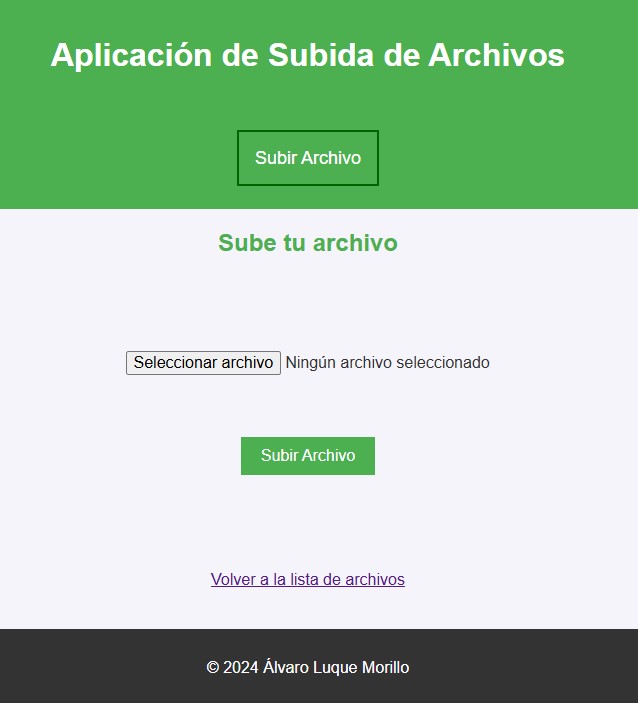 Aplicación de Subida de Archivos
Subir Archivo
Sube tu archivo
Seleccionar archivo Ningún archivo seleccionado
Subir Archivo
Volver a la lista de archivos
© 2024 Álvaro Luque Morillo